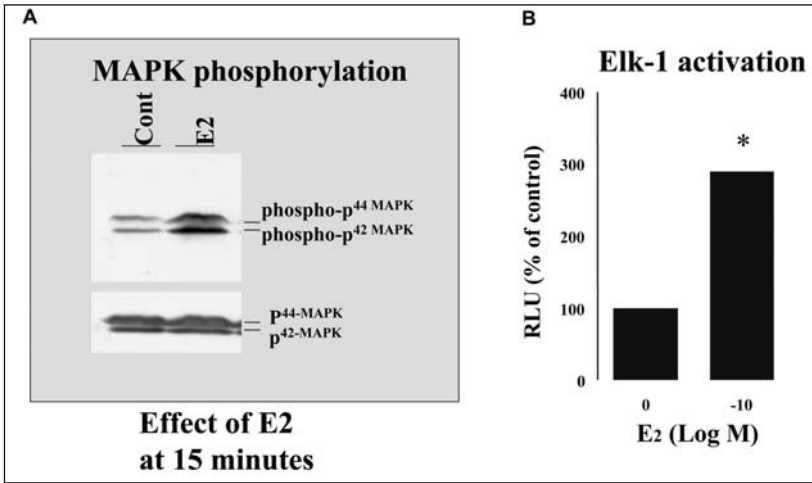 A
MAPK phosphorylation
Cont
E2
phospho-p44 MAPK
phospho-p42 MAPK
P44-MAPK
p42-MAPK
Effect of E2
at 15 minutes
B
Elk-1 activation
*
RLU (% of control)
400
300
200
100
0
0
-10
E2 (Log M)